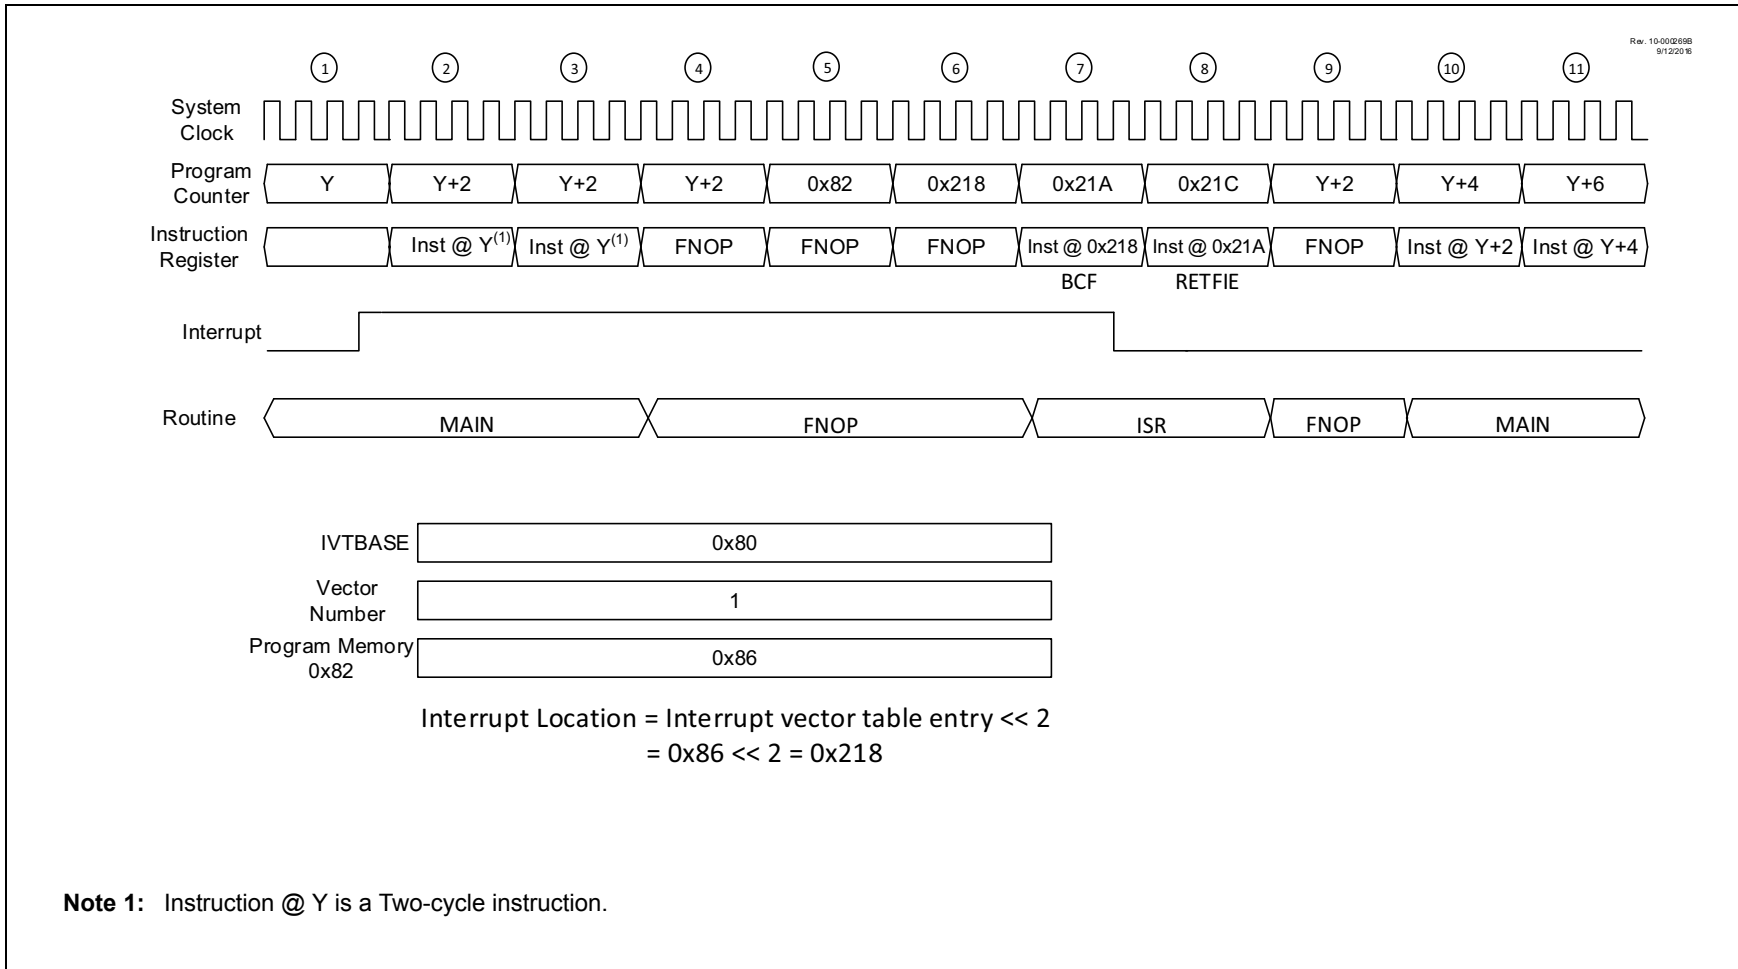 Rev. 10-000269B
9/12/2016
1 2 3 4 5 6 7 8 9 10 11
System
Clock
Program
Counter
Y Y+2 Y+2 Y+2 0x82 0x218 0x21A 0x21C Y+2 Y+4 Y+6
Instruction
Register
Inst @ Y(1) Inst @ Y(1) FNOP FNOP FNOP Inst @ 0x218 Inst @ 0x21A FNOP Inst @ Y+2 Inst @ Y+4
BCF RETFIE
Interrupt
Routine MAIN FNOP ISR FNOP MAIN
IVTBASE 0x80
Vector
Number
1
Program Memory
0x82
0x86
Interrupt Location = Interrupt vector table entry << 2
= 0x86 << 2 = 0x218
Note 1: Instruction @ Y is a Two-cycle instruction.